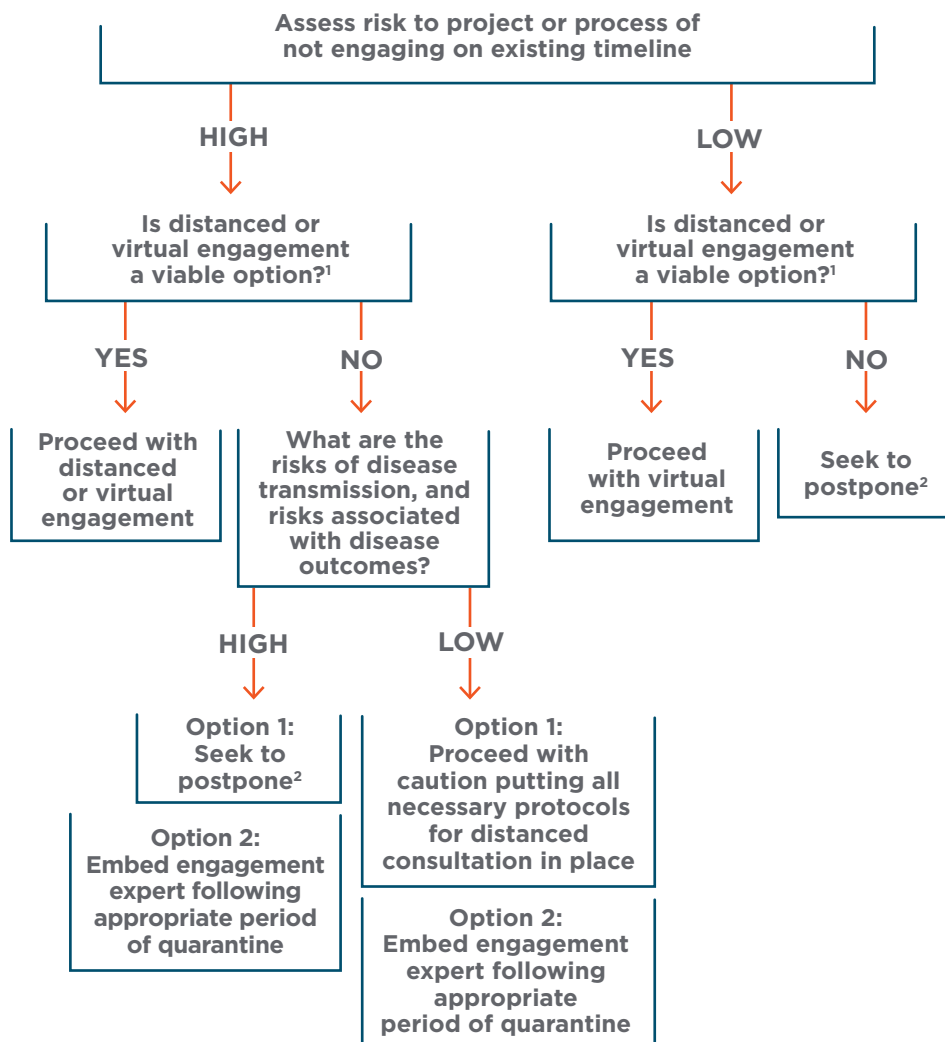 Assess risk to project or process of
not engaging on existing timeline
HIGH
LOW
Is distanced or
virtual engagement
a viable option?¹
Is distanced or
virtual engagement
a viable option?¹
YES
NO
YES
NO
Proceed with
distanced
or virtual
engagement
What are the
risks of disease
transmission, and
risks associated
with disease
outcomes?
Proceed
with virtual
engagement
Seek to
postpone²
HIGH
LOW
Option 1:
Seek to
postpone²
Option 2:
Embed engagement
expert following
appropriate period
of quarantine
Option 1:
Proceed with
caution putting all
necessary protocols
for distanced
consultation in place
Option 2:
Embed engagement
expert following
appropriate
period of quarantine